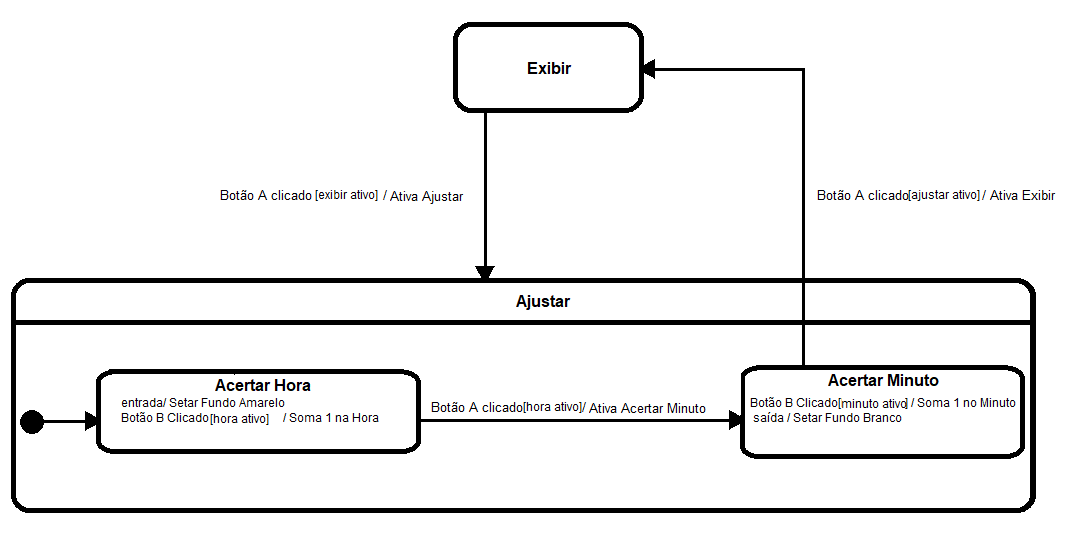 Exibir
Botão A clicado [exibir ativo] / Ativa Ajustar
Botão A clicado[ajustar ativo] / Ativa Exibir
Ajustar
Acertar Hora
entrada/ Setar Fundo Amarelo
Botão B Clicado[hora ativo] / Soma 1 na Hora
Botão A clicado[hora ativo]/ Ativa Acertar Minuto
Acertar Minuto
Botão B Clicado[minuto ativo] / Soma 1 no Minuto
saída / Setar Fundo Branco